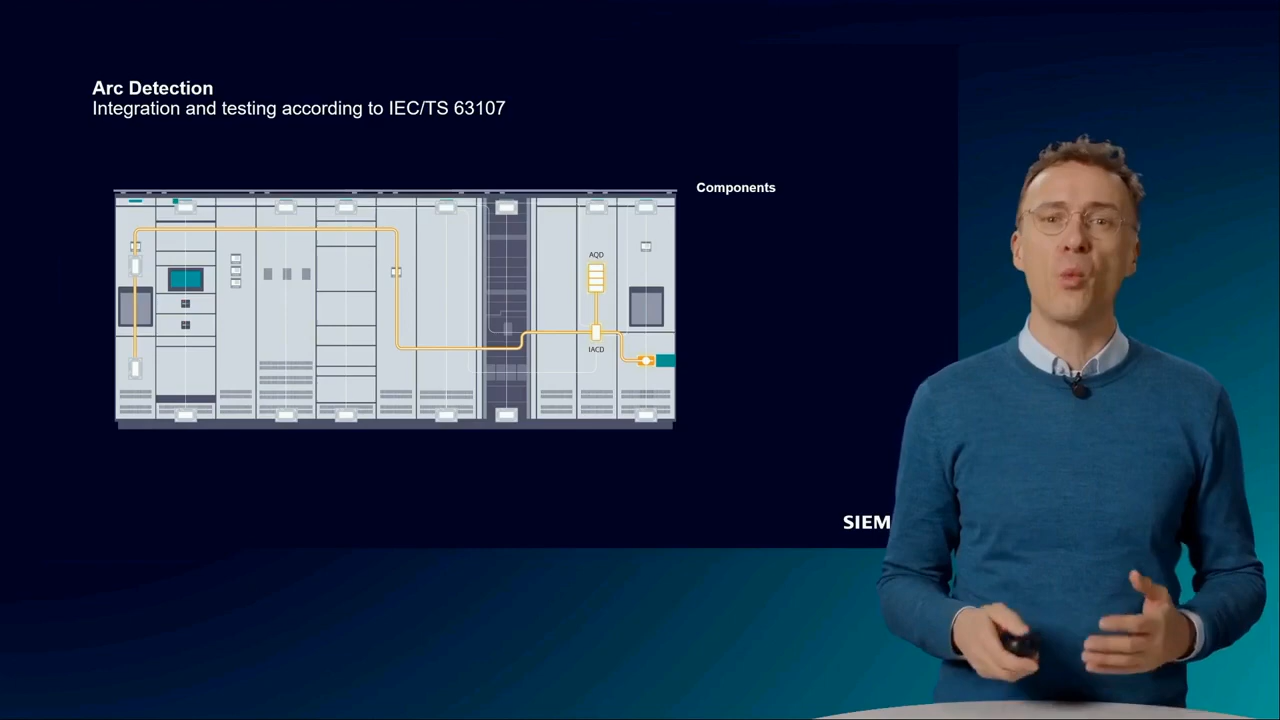 Arc Detection
Integration and testing according to IEC/TS 63107
Components
AQD
IACD
SIEM